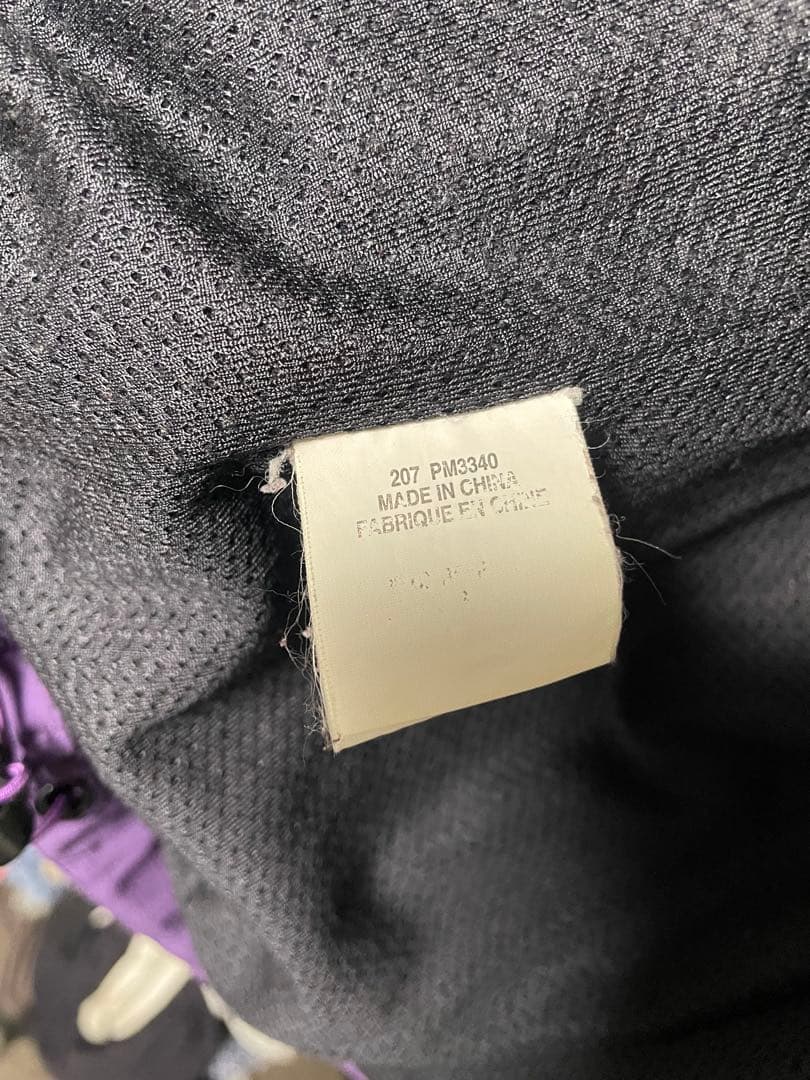 207 PM3340
MADE IN CHINA
FABRIQUE EN CHINE